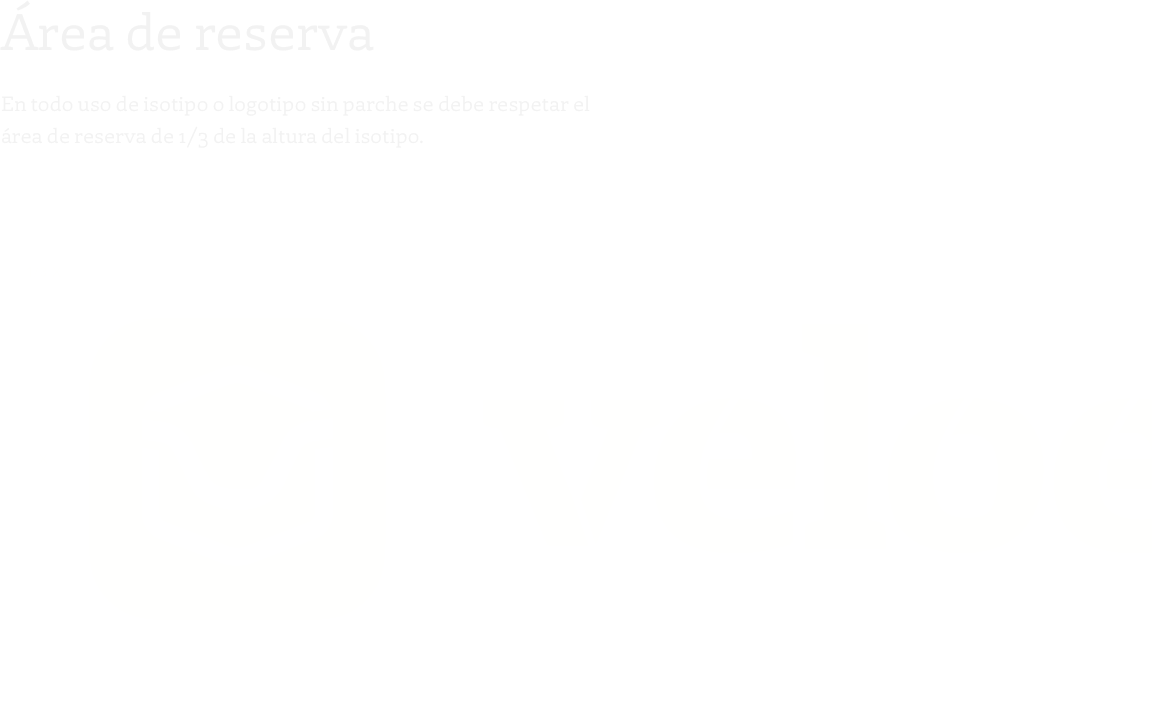 Área de reserva
En todo uso de isotipo o logotipo sin parche se debe respetar el
área de reserva de 1/3 de la altura del isotipo.